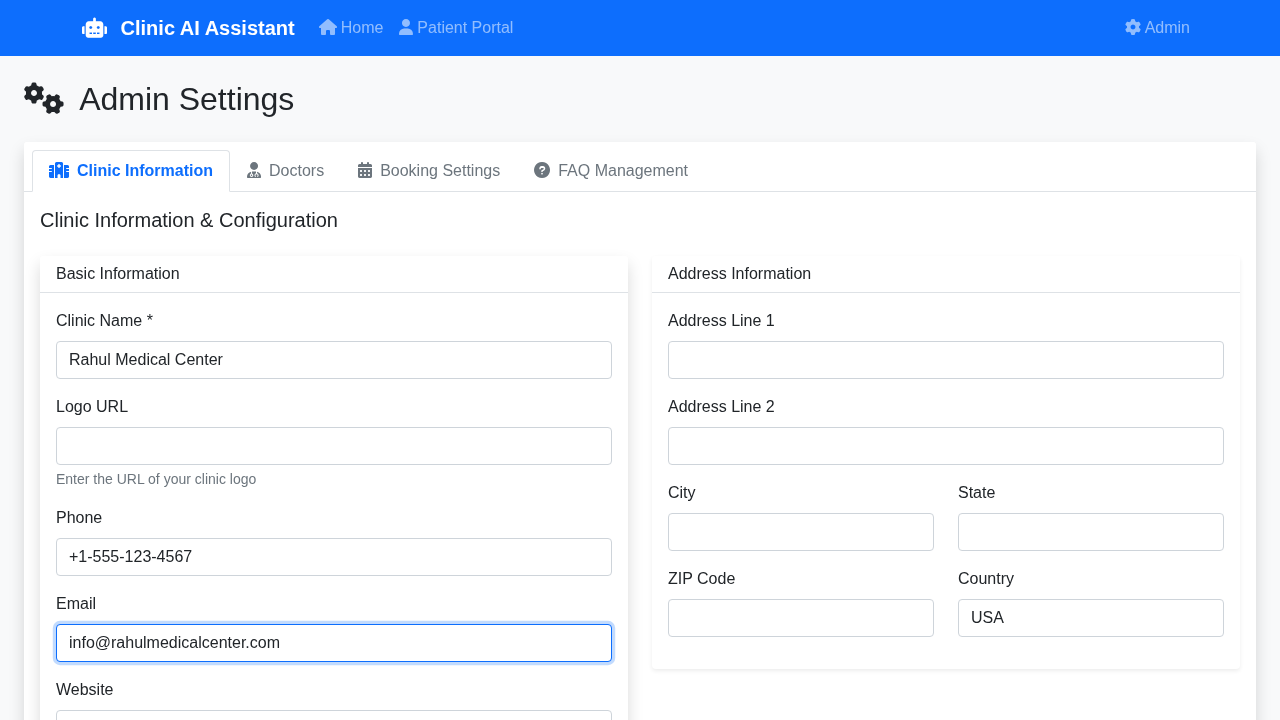 Clinic AI Assistant
Home
Patient Portal
Admin
Admin Settings
Clinic Information
Doctors
Booking Settings
FAQ Management
Clinic Information & Configuration
Basic Information
Clinic Name *
Rahul Medical Center
Logo URL
Enter the URL of your clinic logo
Phone
+1-555-123-4567
Email
info@rahulmedicalcenter.com
Website
Address Information
Address Line 1
Address Line 2
City
State
ZIP Code
Country
USA